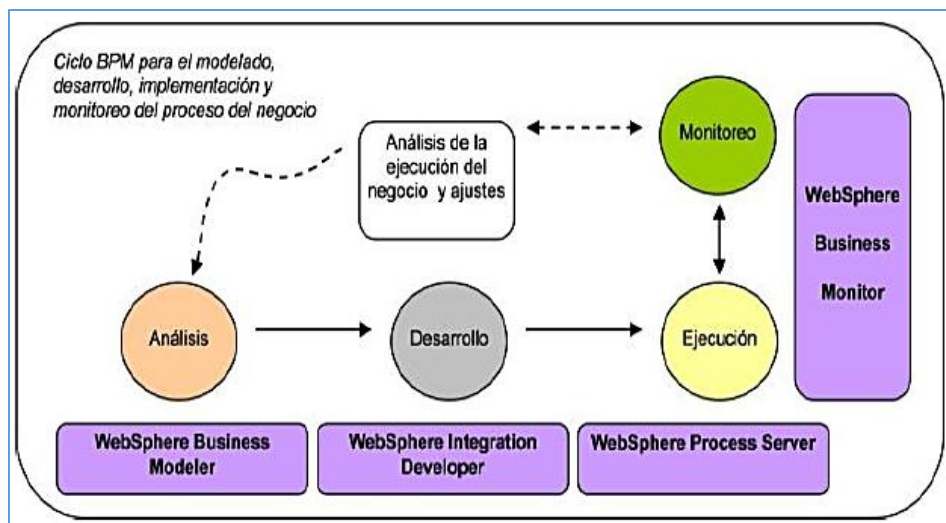 Ciclo BPM para el modelado,
desarrollo, implementación y
monitoreo del proceso del negocio
Análisis de la
ejecución del
negocio y ajustes
Monitoreo
WebSphere
Business
Monitor
Análisis
Desarrollo
Ejecución
WebSphere Business
Modeler
WebSphere Integration
Developer
WebSphere Process Server